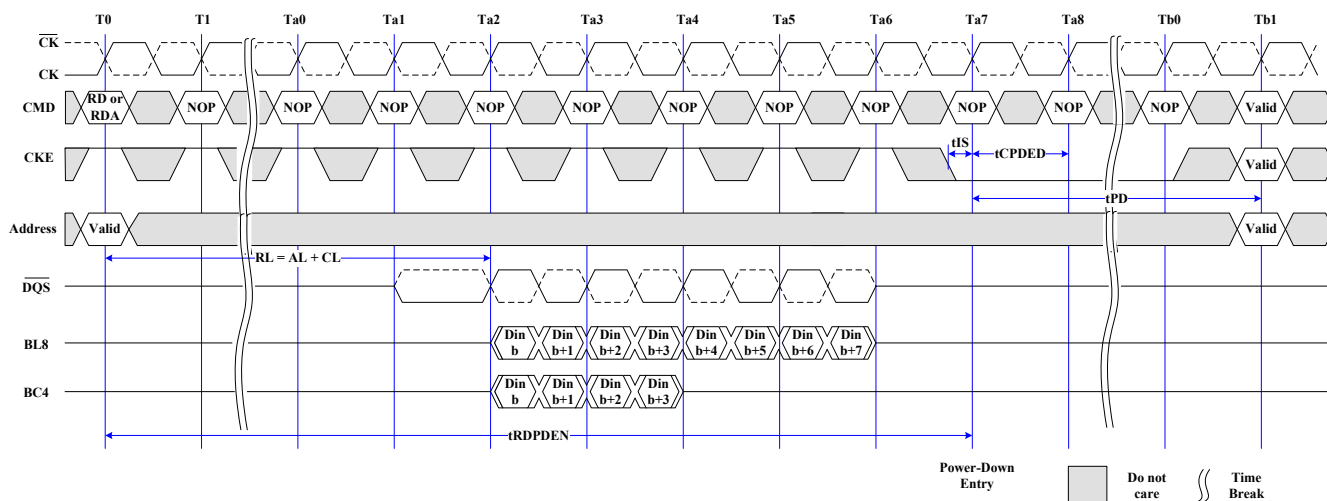 T0 T1 Ta0 Ta1 Ta2 Ta3 Ta4 Ta5 Ta6 Ta7 Ta8 Tb0 Tb1
CK
CK
CMD RD or RDA NOP NOP NOP NOP NOP NOP NOP NOP NOP NOP NOP Valid
CKE tIS tCPDED Valid
tPD
Address Valid Valid
RL = AL + CL
DQS
BL8 Din b Din b+1 Din b+2 Din b+3 Din b+4 Din b+5 Din b+6 Din b+7
BC4 Din b Din b+1 Din b+2 Din b+3
tRDPDEN
Power-Down Entry
Do not care
Time Break